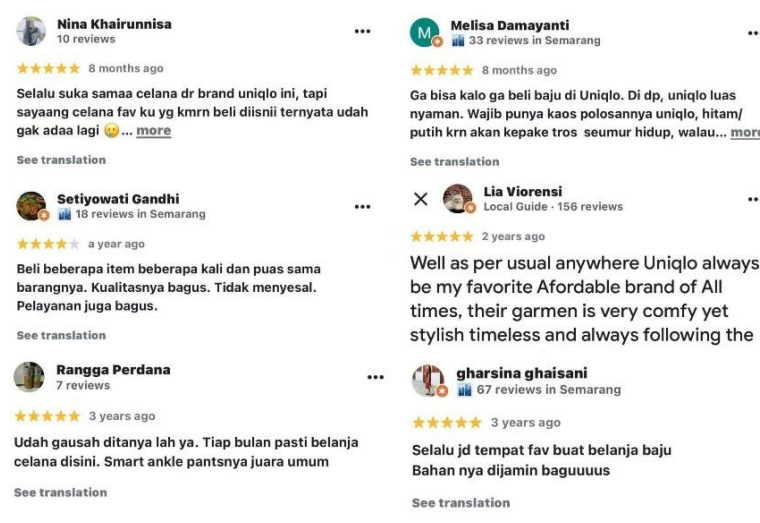 Nina Khairunnisa
10 reviews
8 months ago
Selalu suka samaa celana dr brand uniqlo ini, tapi
sayaang celana fav ku yg kmrn beli diisnii ternyata udah
gak adaa lagi 🥲... more
See translation
Setiyowati Gandhi
18 reviews in Semarang
a year ago
Beli beberapa item beberapa kali dan puas sama
barangnya. Kualitasnya bagus. Tidak menyesal.
Pelayanan juga bagus.
See translation
Rangga Perdana
7 reviews
3 years ago
Udah gausah ditanya lah ya. Tiap bulan pasti belanja
celana disini. Smart ankle pantsnya juara umum
See translation
M
Melisa Damayanti
33 reviews in Semarang
8 months ago
Ga bisa kalo ga beli baju di Uniqlo. Di dp, uniqlo luas
nyaman. Wajib punya kaos polosannya uniqlo, hitam/
putih krn akan kepake tros seumur hidup, walau... more
See translation
Lia Viorensi
Local Guide · 156 reviews
2 years ago
Well as per usual anywhere Uniqlo always
be my favorite Afordable brand of All
times, their garmen is very comfy yet
stylish timeless and always following the
gharsina ghaisani
67 reviews in Semarang
3 years ago
Selalu jd tempat fav buat belanja baju
Bahan nya dijamin baguuuus
See translation